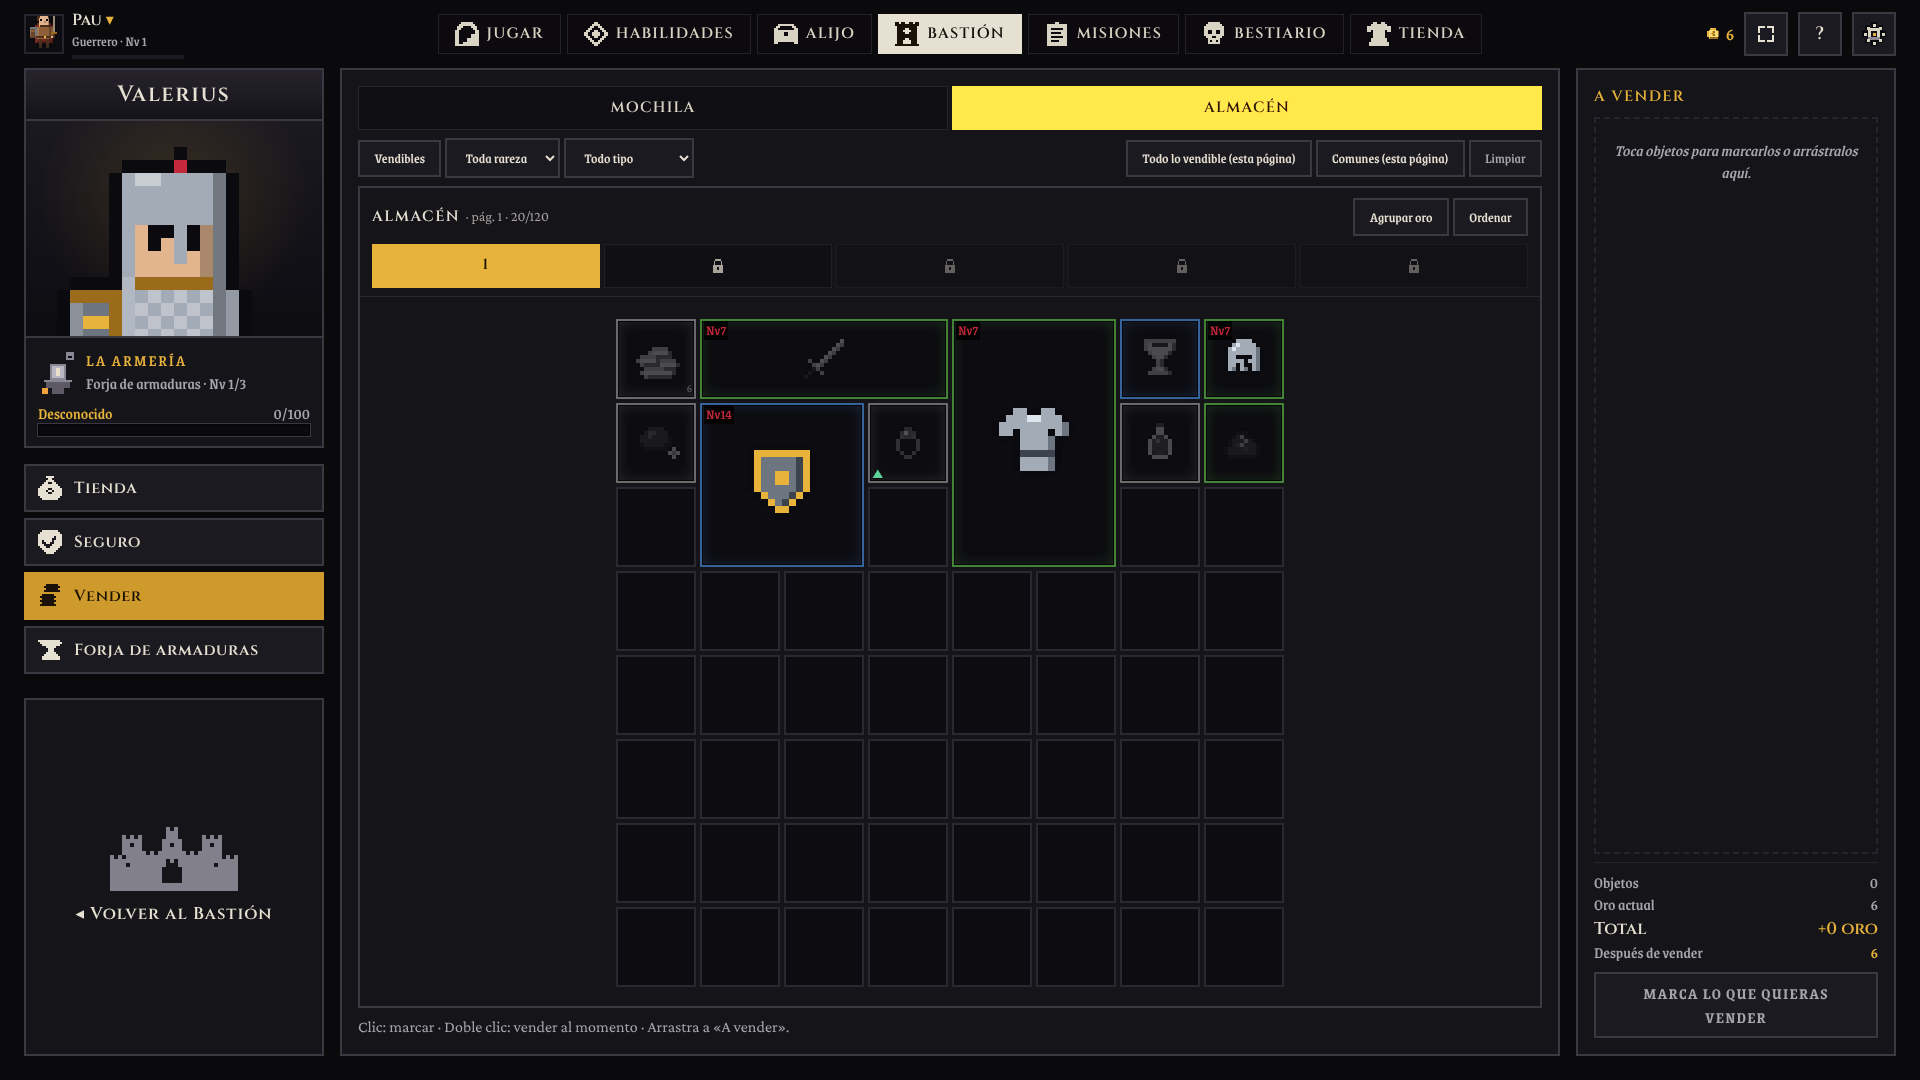 PAU ▼
Guerrero · Nv 1
JUGAR
HABILIDADES
ALIJO
BASTIÓN
MISIONES
BESTIARIO
TIENDA
6
?
VALERIUS
LA ARMERÍA
Forja de armaduras · Nv 1/3
Desconocido 0/100
TIENDA
SEGURO
VENDER
FORJA DE ARMADURAS
◂ VOLVER AL BASTIÓN
MOCHILA
ALMACÉN
Vendibles
Toda rareza
Todo tipo
Todo lo vendible (esta página)
Comunes (esta página)
Limpiar
ALMACÉN · pág. 1 · 20/120
Agrupar oro
Ordenar
1
6
Nv7
Nv7
Nv7
Nv14
Clic: marcar · Doble clic: vender al momento · Arrastra a «A vender».
A VENDER
Toca objetos para marcarlos o arrástralos
aquí.
Objetos 0
Oro actual 6
TOTAL +0 ORO
Después de vender 6
MARCA LO QUE QUIERAS
VENDER